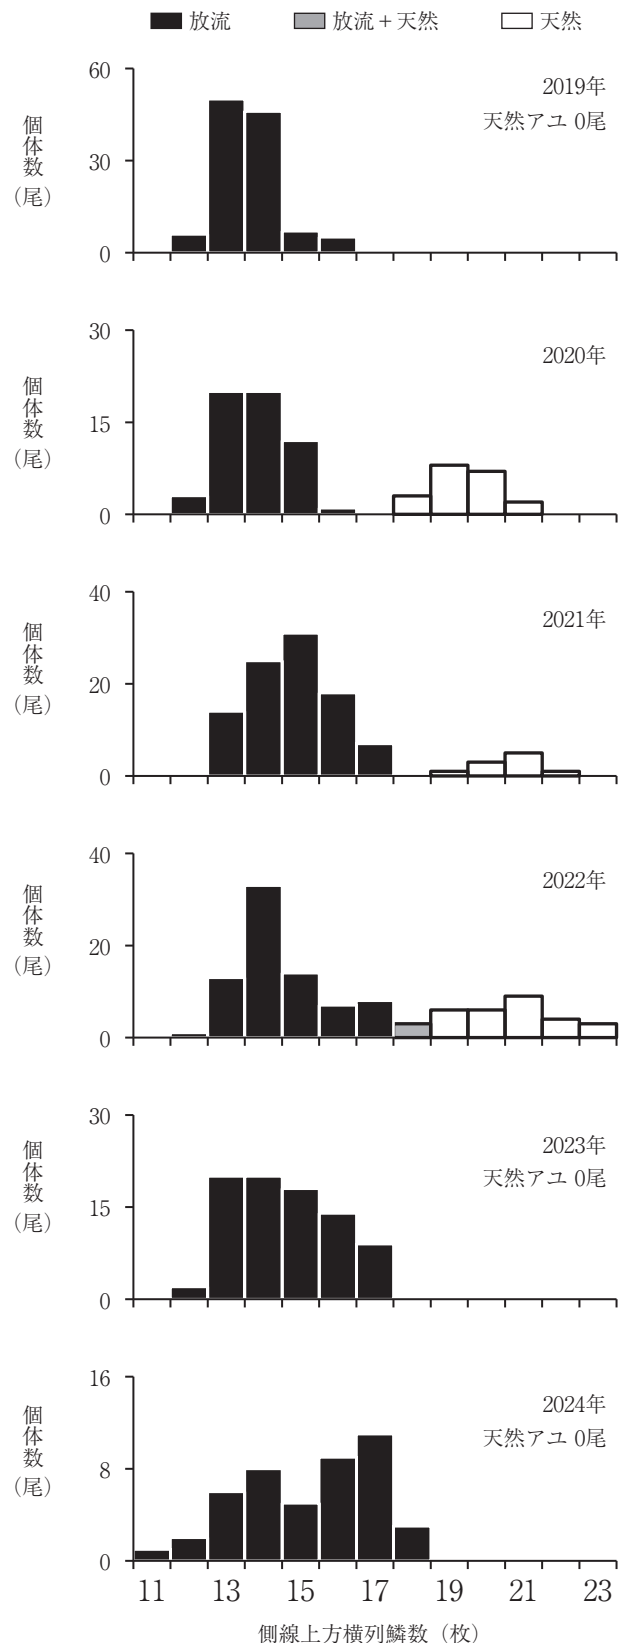 放流 放流＋天然 天然
60
30
0
個体数（尾）
2019年
天然アユ 0尾
30
15
0
個体数（尾）
2020年
40
20
0
個体数（尾）
2021年
40
20
0
個体数（尾）
2022年
30
15
0
個体数（尾）
2023年
天然アユ 0尾
16
8
0
個体数（尾）
2024年
天然アユ 0尾
11 13 15 17 19 21 23
側線上方横列鱗数（枚）